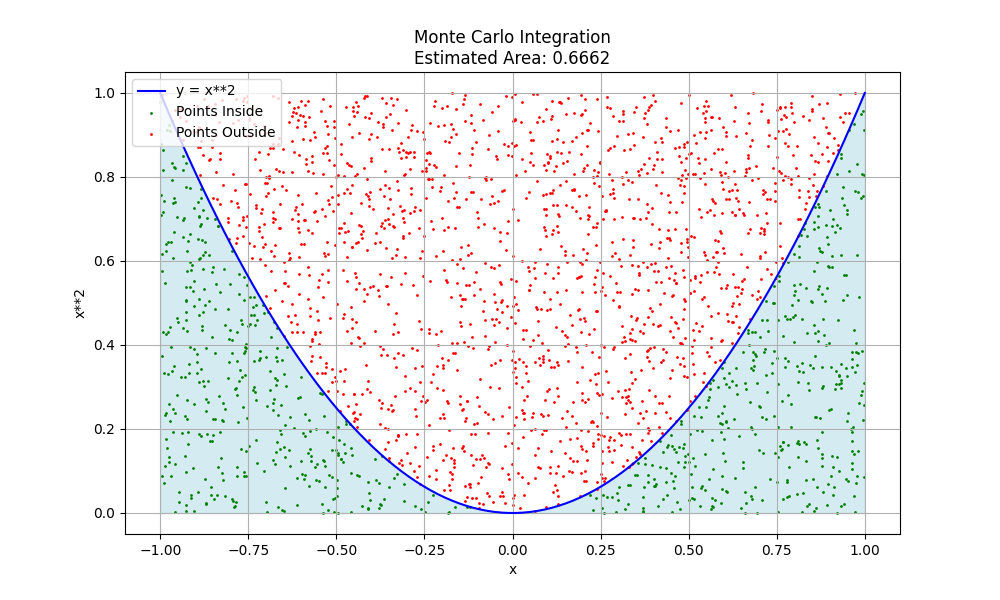 Monte Carlo Integration
Estimated Area: 0.6662
y = x**2
Points Inside
Points Outside
1.0
0.8
0.6
0.4
0.2
0.0
x**2
−1.00
−0.75
−0.50
−0.25
0.00
0.25
0.50
0.75
1.00
x